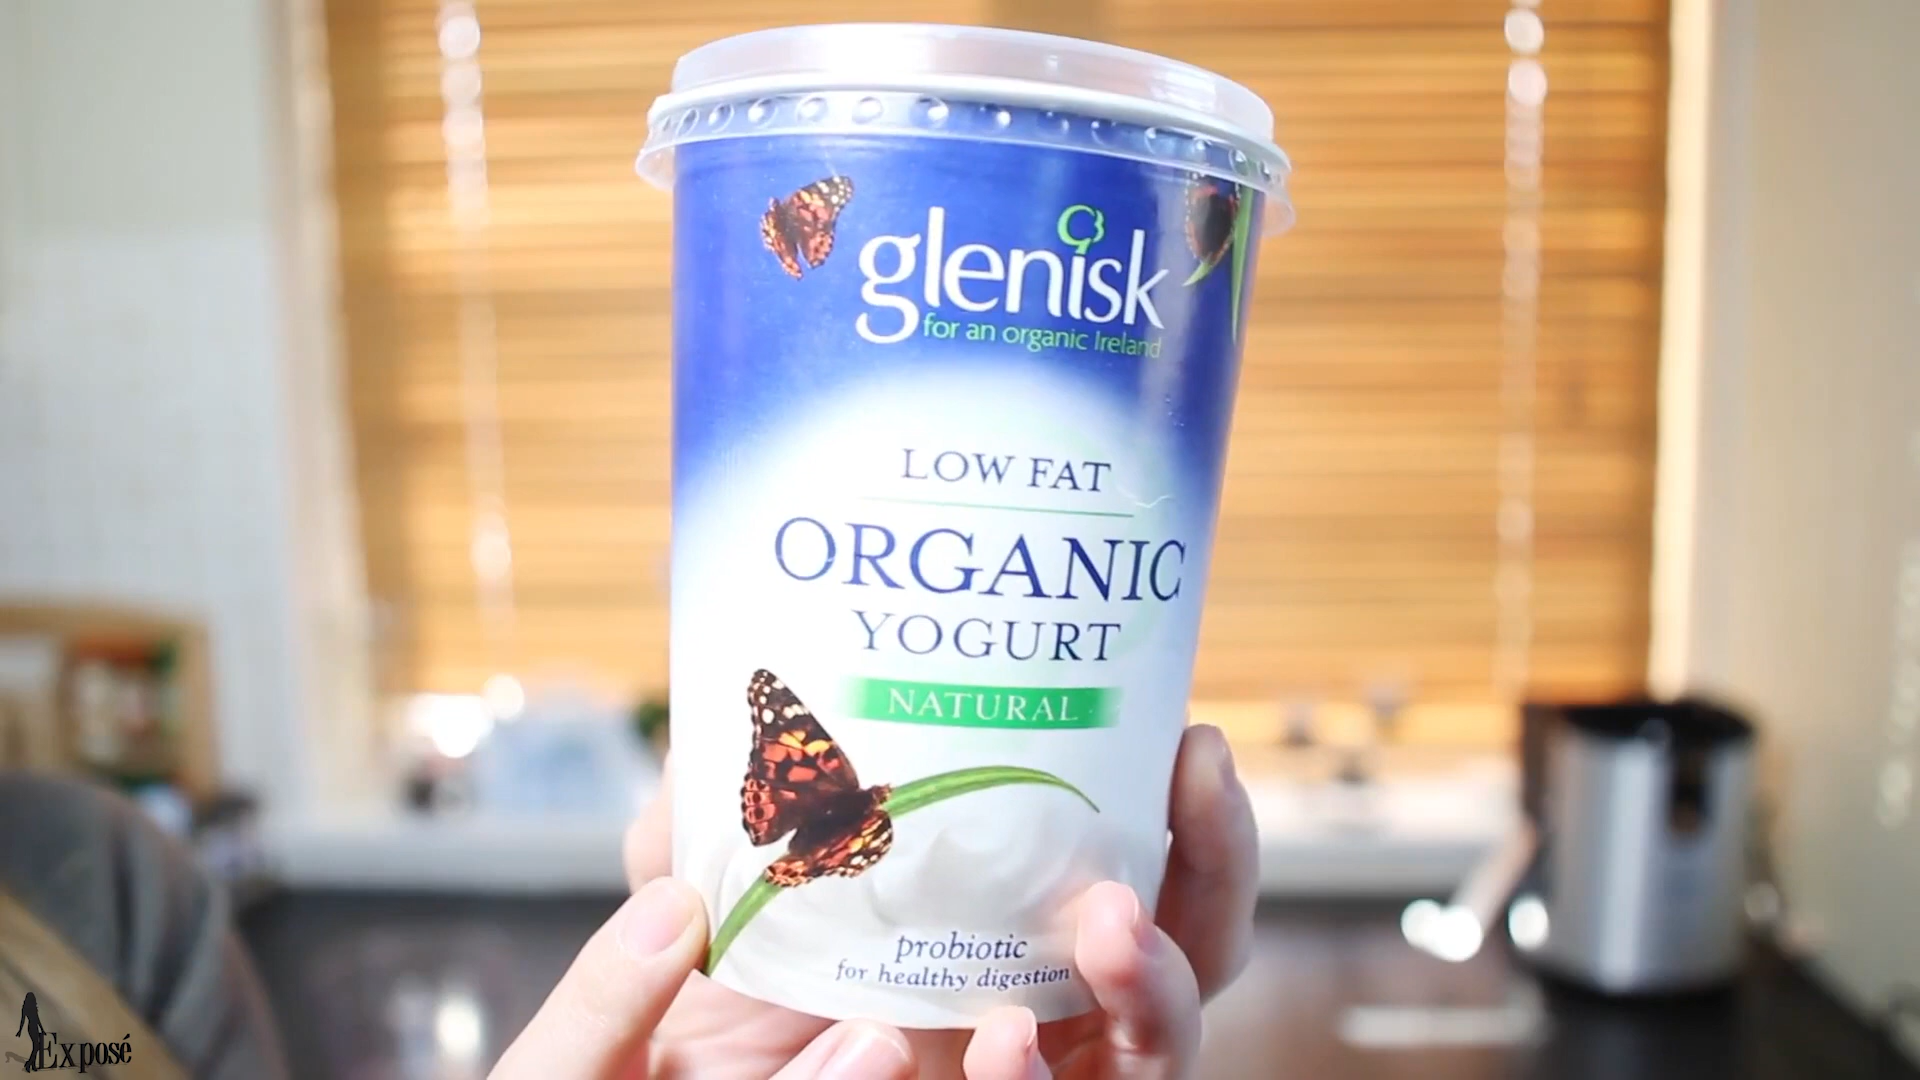 glenisk
for an organic Ireland
LOW FAT
ORGANIC
YOGURT
NATURAL
probiotic
for healthy digestion
Exposé